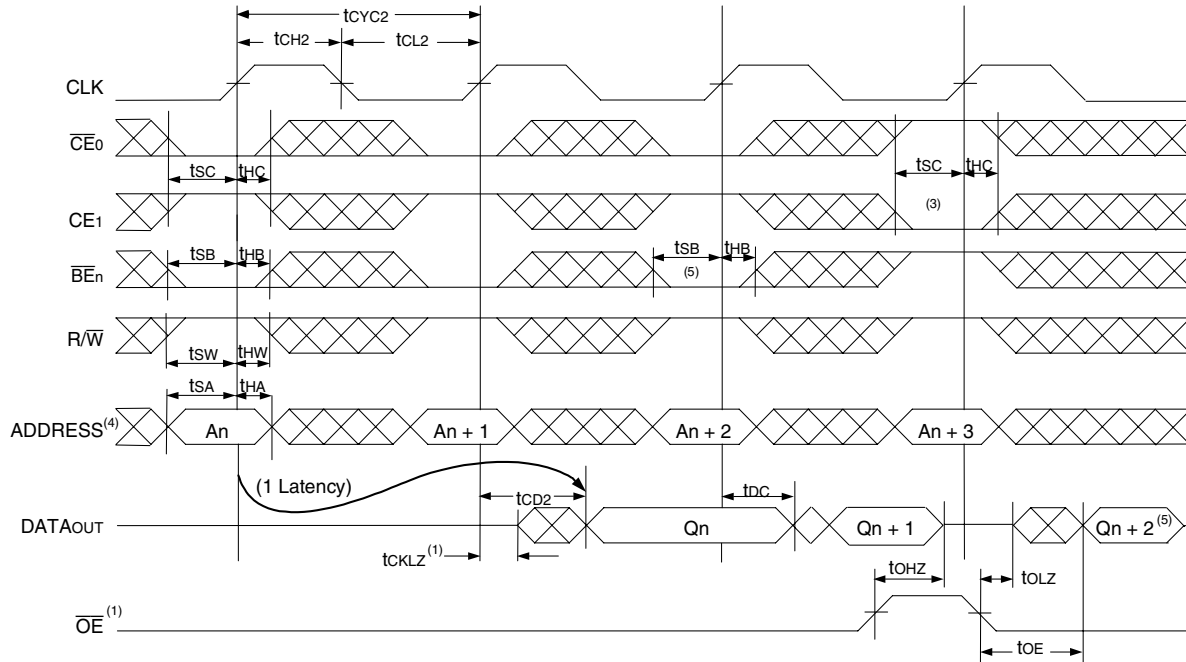 tCYC2
tCH2 tCL2
CLK
CE0
tSC tHC tSC tHC
CE1 (3)
tSB tHB tSB tHB
BEn (5)
R/W
tSW tHW
tSA tHA
ADDRESS(4) An An + 1 An + 2 An + 3
(1 Latency) tCD2 tDC
DATAOUT Qn Qn + 1 Qn + 2(5)
tCKLZ(1)
tOHZ tOLZ
OE(1)
tOE